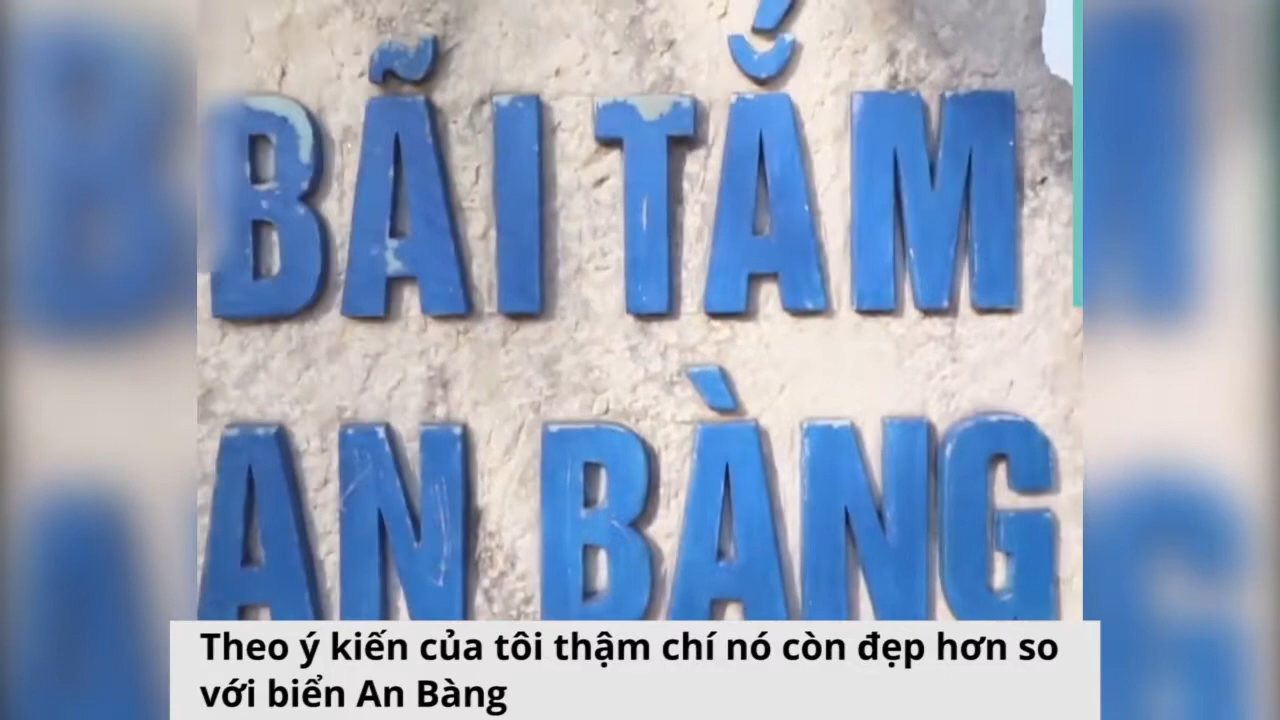 BÃI TẮM
AN BÀNG
Theo ý kiến của tôi thậm chí nó còn đẹp hơn so
với biển An Bàng